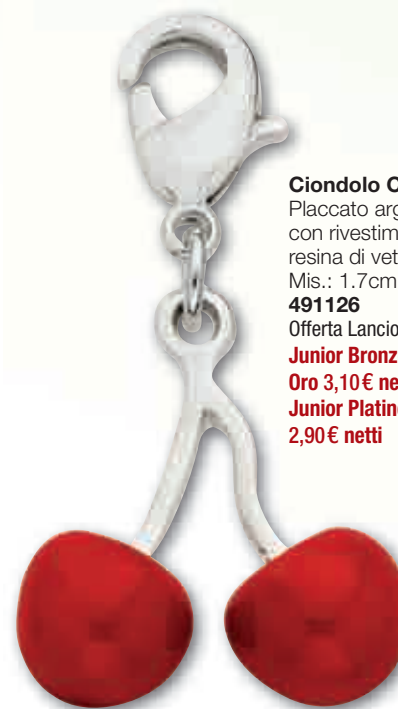 Ciondolo C
Placcato arg
con rivestim
resina di vet
Mis.: 1.7cm
491126
Offerta Lancio
Junior Bronz
Oro 3,10 € ne
Junior Platin
2,90 € netti